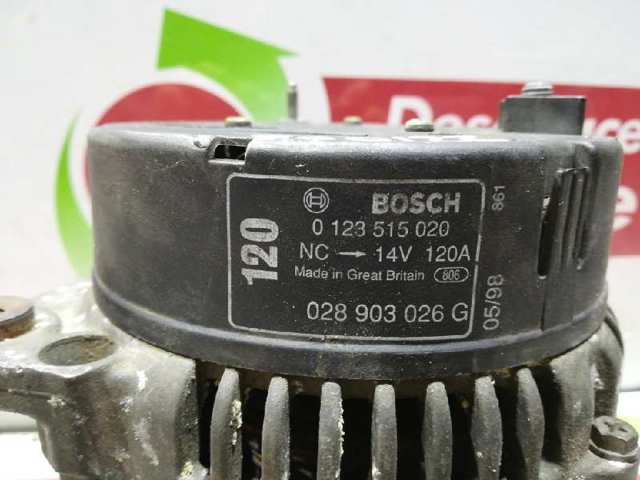 BOSCH
0 123 515 020
NC → 14V 120A
Made in Great Britain 806
028 903 026 G
120
861
05/98